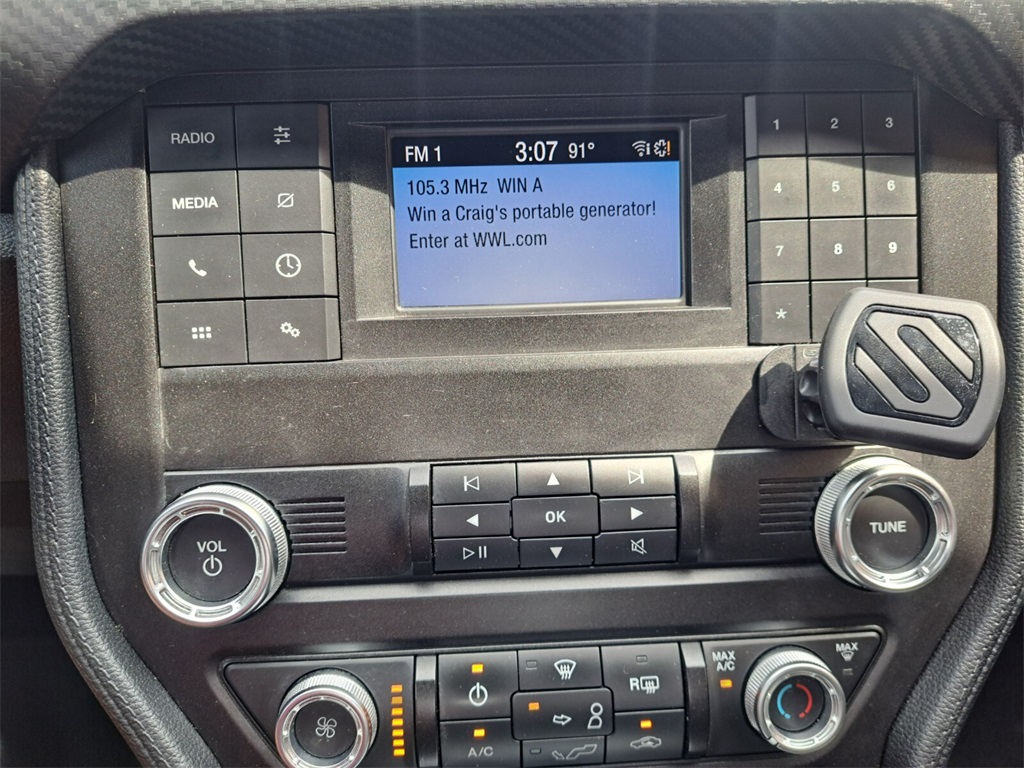 RADIO
MEDIA
FM 1 3:07 91°
105.3 MHz WIN A
Win a Craig's portable generator!
Enter at WWL.com
1 2 3
4 5 6
7 8 9
*
OK
VOL
TUNE
MAX
A/C
MAX
R
A/C